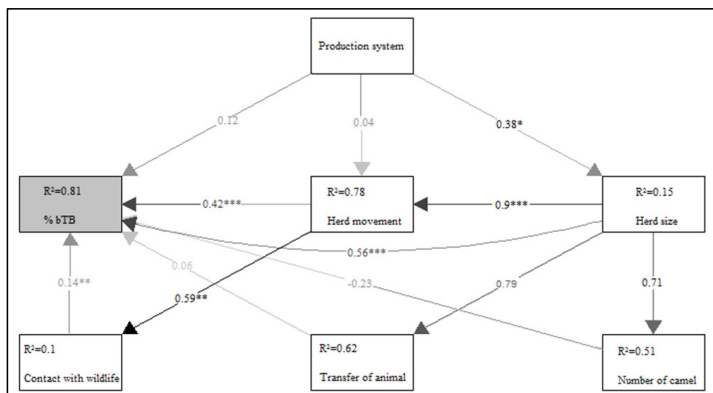 Production system
0.12
0.04
0.38*
R²=0.81
% bTB
R²=0.78
Herd movement
R²=0.15
Herd size
0.42***
0.9***
0.56***
0.14**
0.06
0.59**
-0.23
0.79
0.71
R²=0.1
Contact with wildlife
R²=0.62
Transfer of animal
R²=0.51
Number of camel